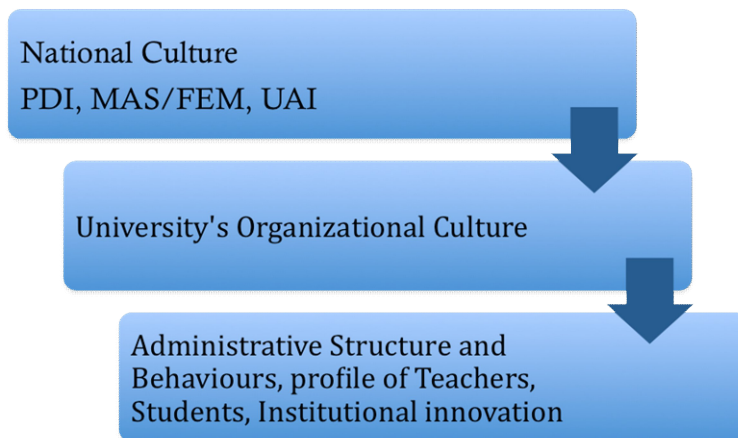 National Culture
PDI, MAS/FEM, UAI
University's Organizational Culture
Administrative Structure and
Behaviours, profile of Teachers,
Students, Institutional innovation